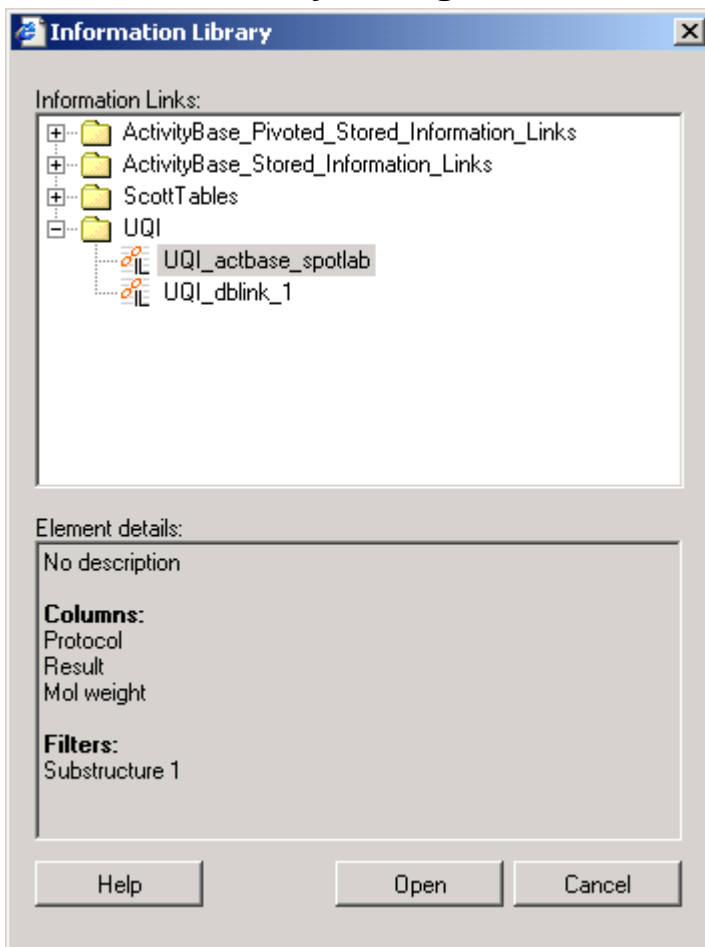 Information Library
Information Links:
ActivityBase_Pivoted_Stored_Information_Links
ActivityBase_Stored_Information_Links
ScottTables
UQI
UQI_actbase_spotlab
UQI_dblink_1
Element details:
No description
Columns:
Protocol
Result
Mol weight
Filters:
Substructure 1
Help Open Cancel